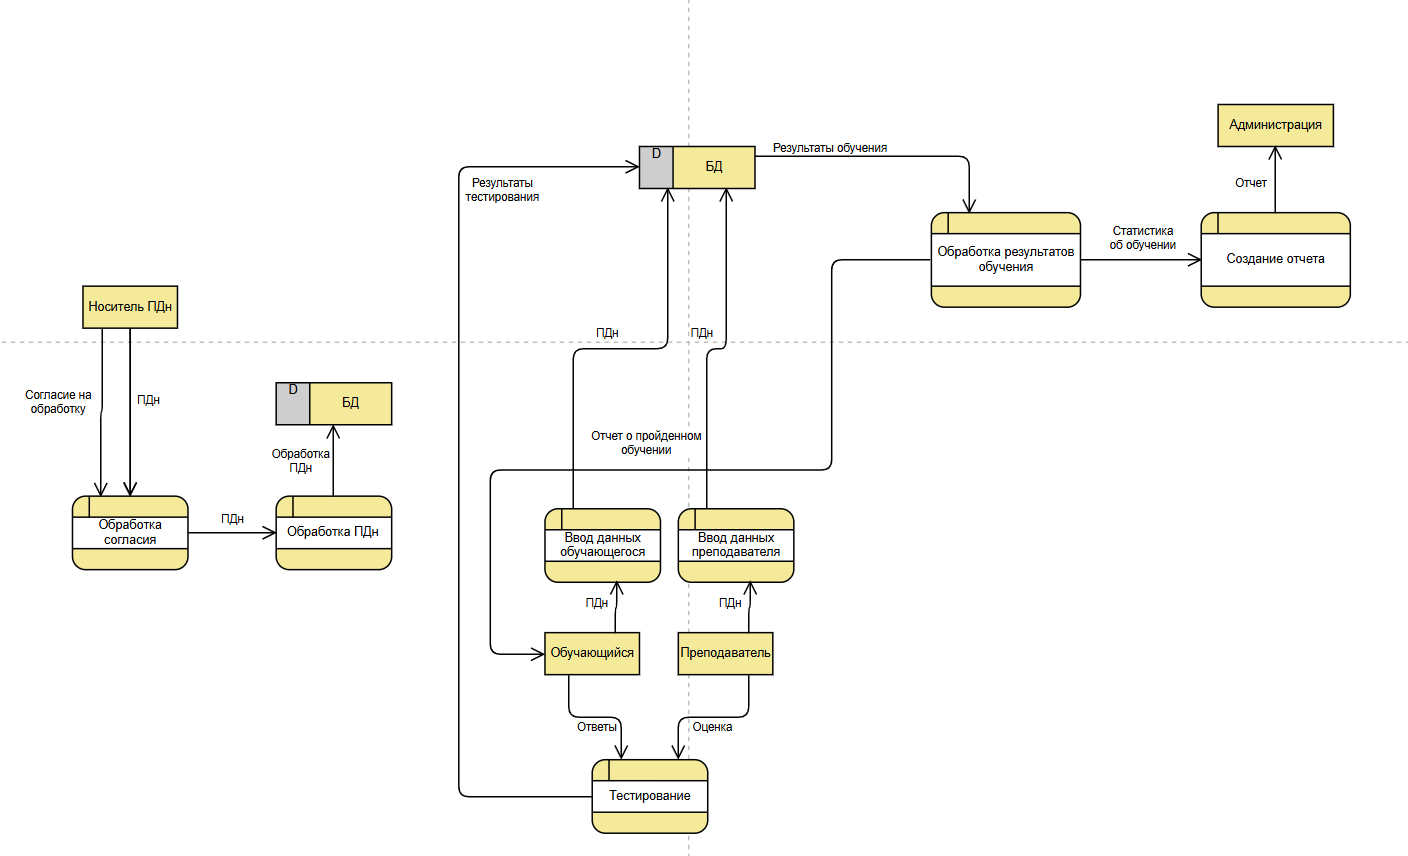 Администрация
Отчет
D
БД
Результаты обучения
Результаты
тестирования
Обработка результатов
обучения
Статистика
об обучении
Создание отчета
Носитель ПДн
ПДн
ПДн
Согласие на
обработку
ПДн
D
БД
Обработка
ПДн
Отчет о пройденном
обучении
Обработка
согласия
ПДн
Обработка ПДн
Ввод данных
обучающегося
Ввод данных
преподавателя
ПДн
ПДн
Обучающийся
Преподаватель
Ответы
Оценка
Тестирование